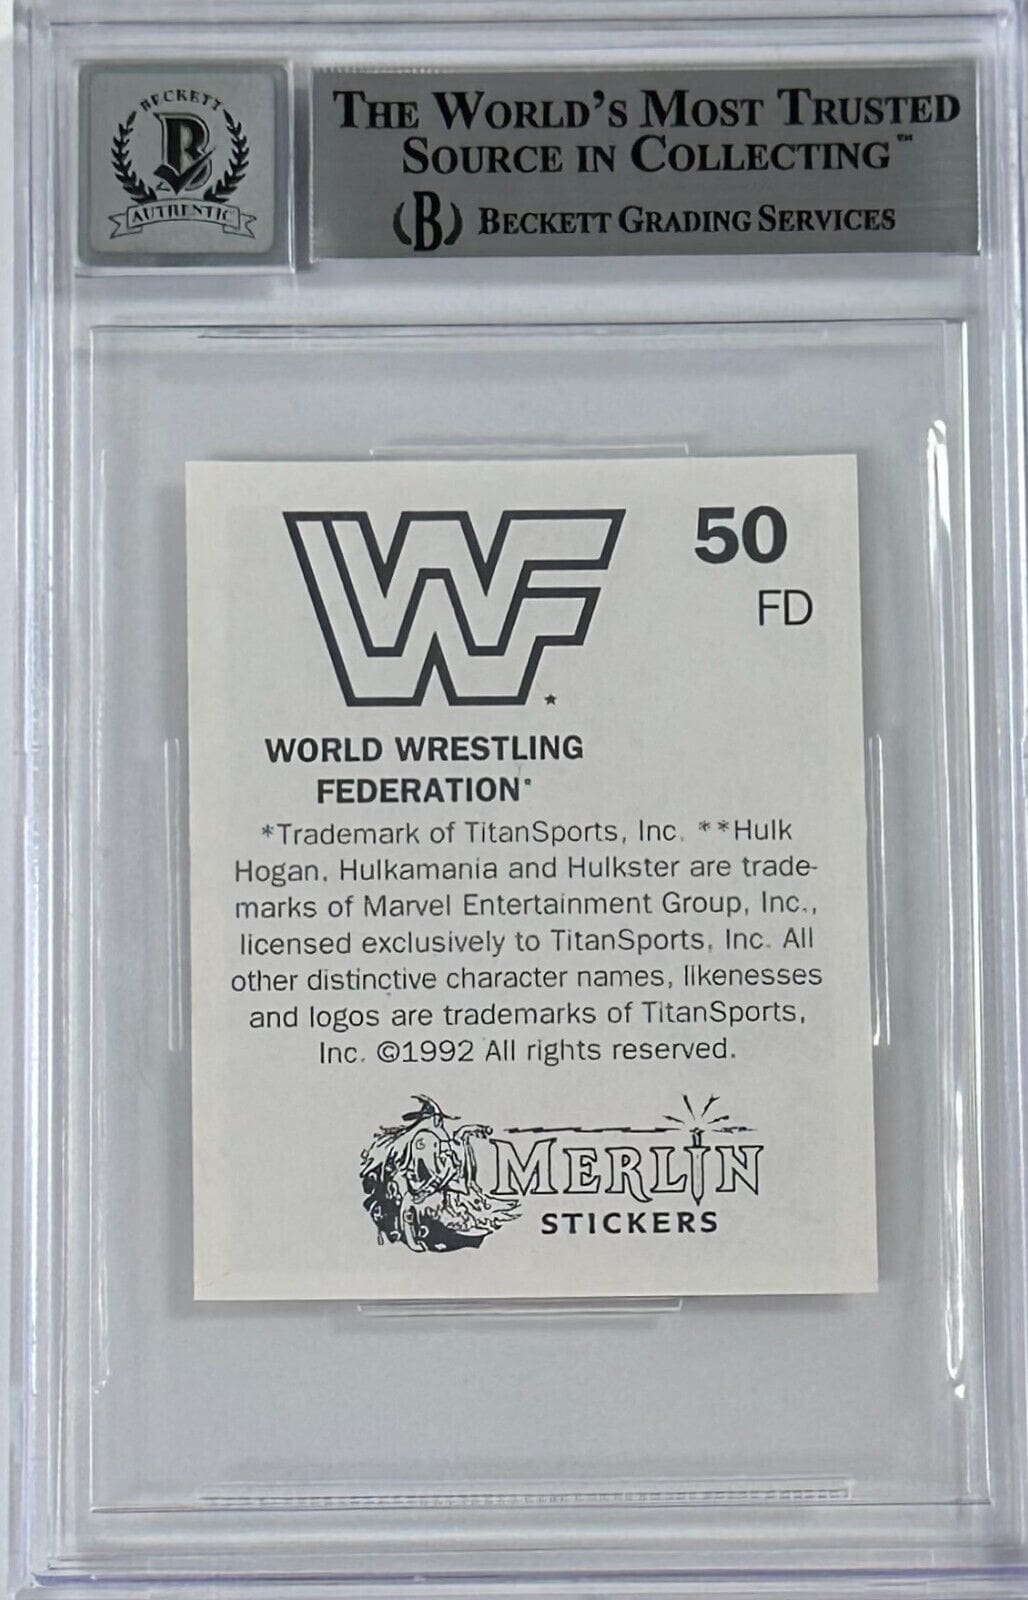 BECKETT
B
AUTHENTIC
THE WORLD'S MOST TRUSTED
SOURCE IN COLLECTING™
(B) BECKETT GRADING SERVICES
WF
50
FD
WORLD WRESTLING
FEDERATION®
*Trademark of TitanSports, Inc. **Hulk
Hogan, Hulkamania and Hulkster are trade-
marks of Marvel Entertainment Group, Inc.,
licensed exclusively to TitanSports, Inc. All
other distinctive character names, likenesses
and logos are trademarks of TitanSports,
Inc. ©1992 All rights reserved.
MERLIN
STICKERS